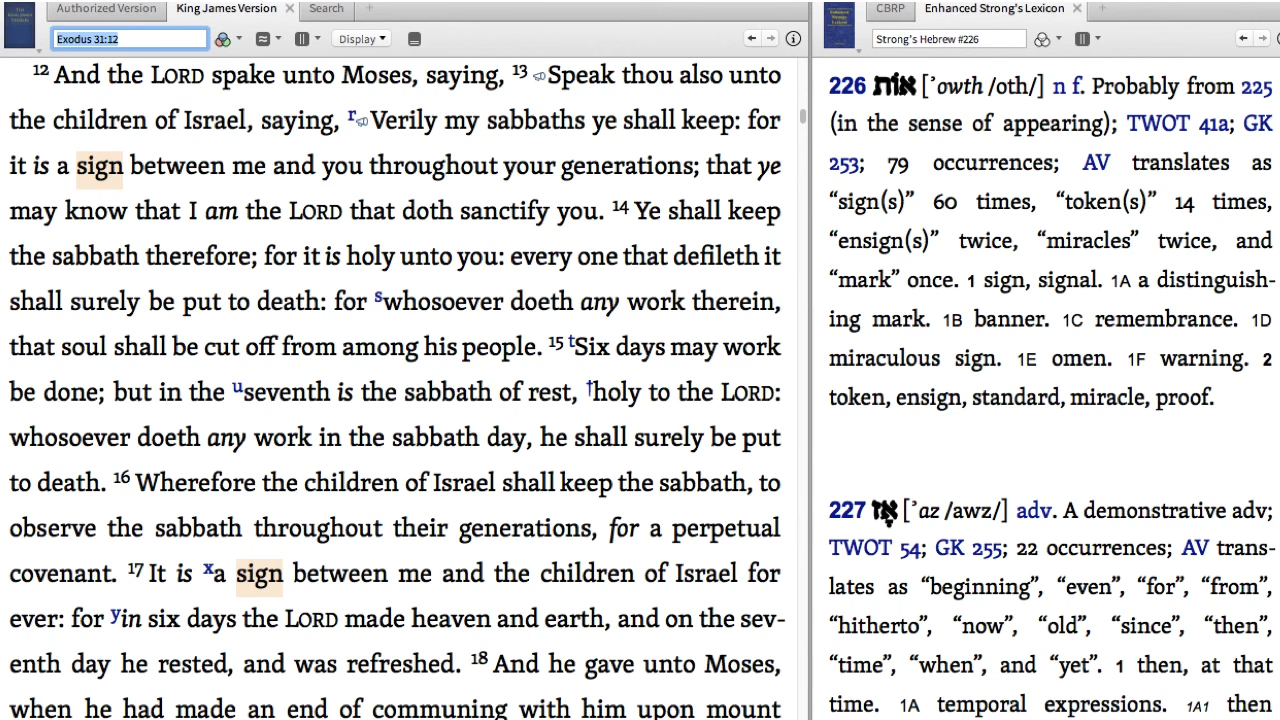 Authorized Version King James Version Search
Exodus 31:12 Display
12 And the LORD spake unto Moses, saying, 13 Speak thou also unto
the children of Israel, saying, r Verily my sabbaths ye shall keep: for
it is a sign between me and you throughout your generations; that ye
may know that I am the LORD that doth sanctify you. 14 Ye shall keep
the sabbath therefore; for it is holy unto you: every one that defileth it
shall surely be put to death: for s whosoever doeth any work therein,
that soul shall be cut off from among his people. 15 t Six days may work
be done; but in the u seventh is the sabbath of rest, † holy to the LORD:
whosoever doeth any work in the sabbath day, he shall surely be put
to death. 16 Wherefore the children of Israel shall keep the sabbath, to
observe the sabbath throughout their generations, for a perpetual
covenant. 17 It is x a sign between me and the children of Israel for
ever: for y in six days the LORD made heaven and earth, and on the sev-
enth day he rested, and was refreshed. 18 And he gave unto Moses,
when he had made an end of communing with him upon mount
CBRP Enhanced Strong's Lexicon
Strong's Hebrew #226
226 אוֹת [ʾowth /oth/] n f. Probably from 225
(in the sense of appearing); TWOT 41a; GK
253; 79 occurrences; AV translates as
“sign(s)” 60 times, “token(s)” 14 times,
“ensign(s)” twice, “miracles” twice, and
“mark” once. 1 sign, signal. 1A a distinguish-
ing mark. 1B banner. 1C remembrance. 1D
miraculous sign. 1E omen. 1F warning. 2
token, ensign, standard, miracle, proof.
227 אָז [ʾaz /awz/] adv. A demonstrative adv;
TWOT 54; GK 255; 22 occurrences; AV trans-
lates as “beginning”, “even”, “for”, “from”,
“hitherto”, “now”, “old”, “since”, “then”,
“time”, “when”, and “yet”. 1 then, at that
time. 1A temporal expressions. 1A1 then